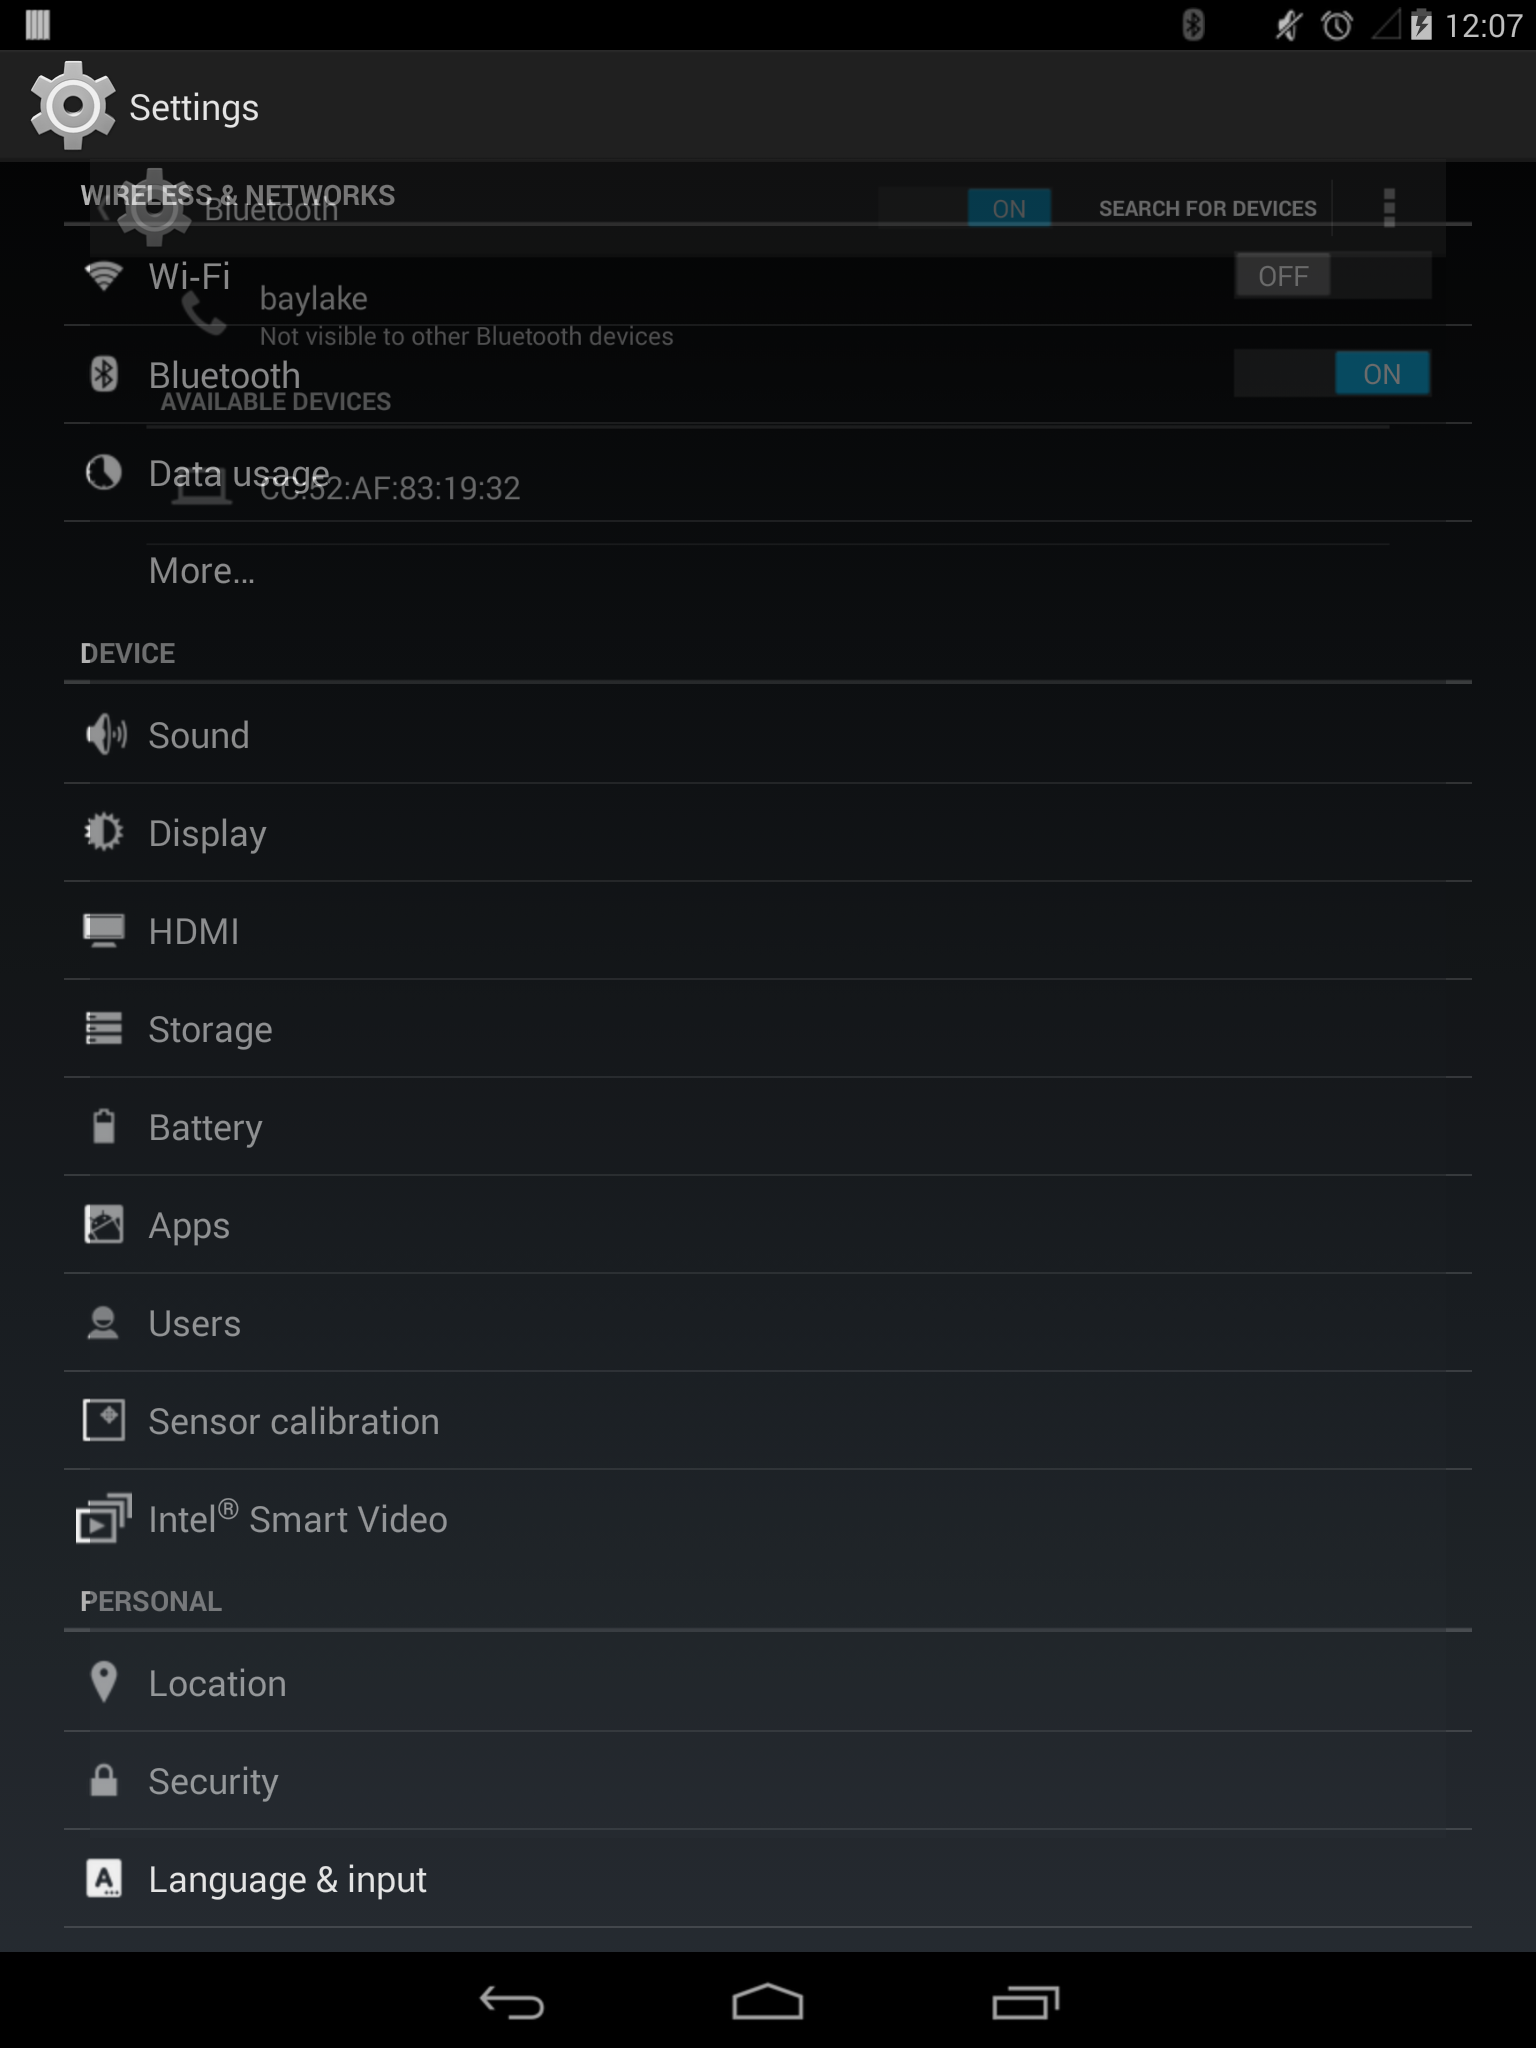 12:07
Settings
WIRELESS & NETWORKS
Bluetooth
ON
SEARCH FOR DEVICES
Wi-Fi
OFF
baylake
Not visible to other Bluetooth devices
Bluetooth
ON
AVAILABLE DEVICES
Data usage
CC:52:AF:83:19:32
More...
DEVICE
Sound
Display
HDMI
Storage
Battery
Apps
Users
Sensor calibration
Intel® Smart Video
PERSONAL
Location
Security
Language & input